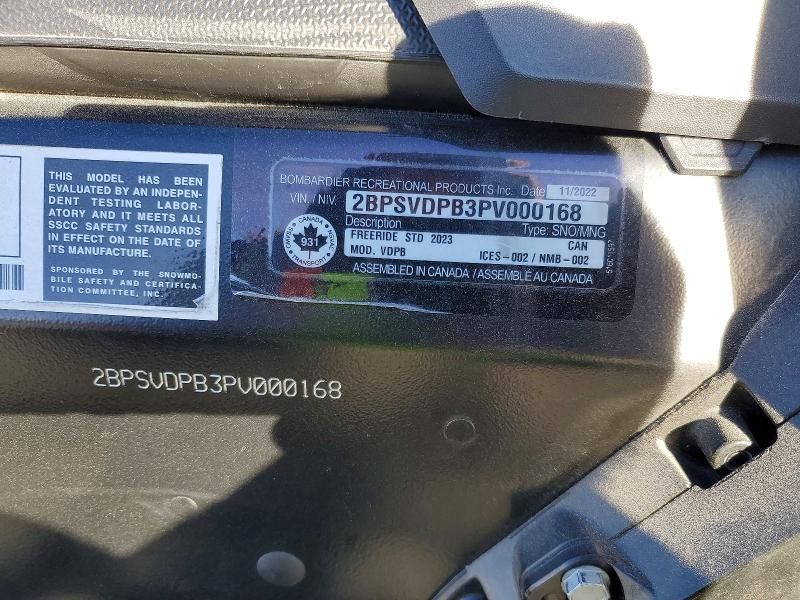 THIS MODEL HAS BEEN
EVALUATED BY AN INDEPEN-
DENT TESTING LABOR-
ATORY AND IT MEETS ALL
SSCC SAFETY STANDARDS
IN EFFECT ON THE DATE OF
ITS MANUFACTURE.
SPONSORED BY THE SNOWMO-
BILE SAFETY AND CERTIFICA-
TION COMMITTEE, INC.
BOMBARDIER RECREATIONAL PRODUCTS Inc. Date 11/2022
VIN. / NIV. 2BPSVDPB3PV000168
Description Type: SNO/MNG
FREERIDE STD 2023 CAN
MOD. VDPB ICES-002 / NMB-002
ASSEMBLED IN CANADA / ASSEMBLÉ AU CANADA
CANADA
931
TRANSPORT
2BPSVDPB3PV000168